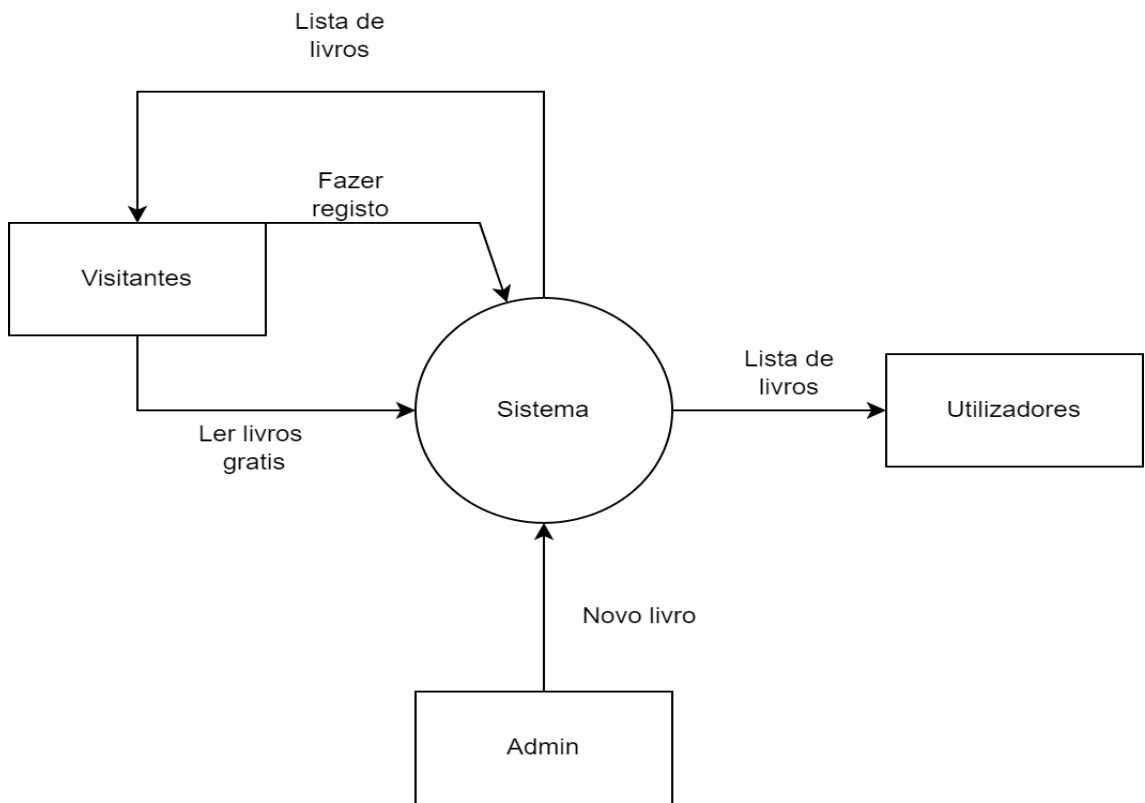 Lista de
livros
Fazer
registo
Visitantes
Sistema
Lista de
livros
Utilizadores
Ler livros
gratis
Novo livro
Admin